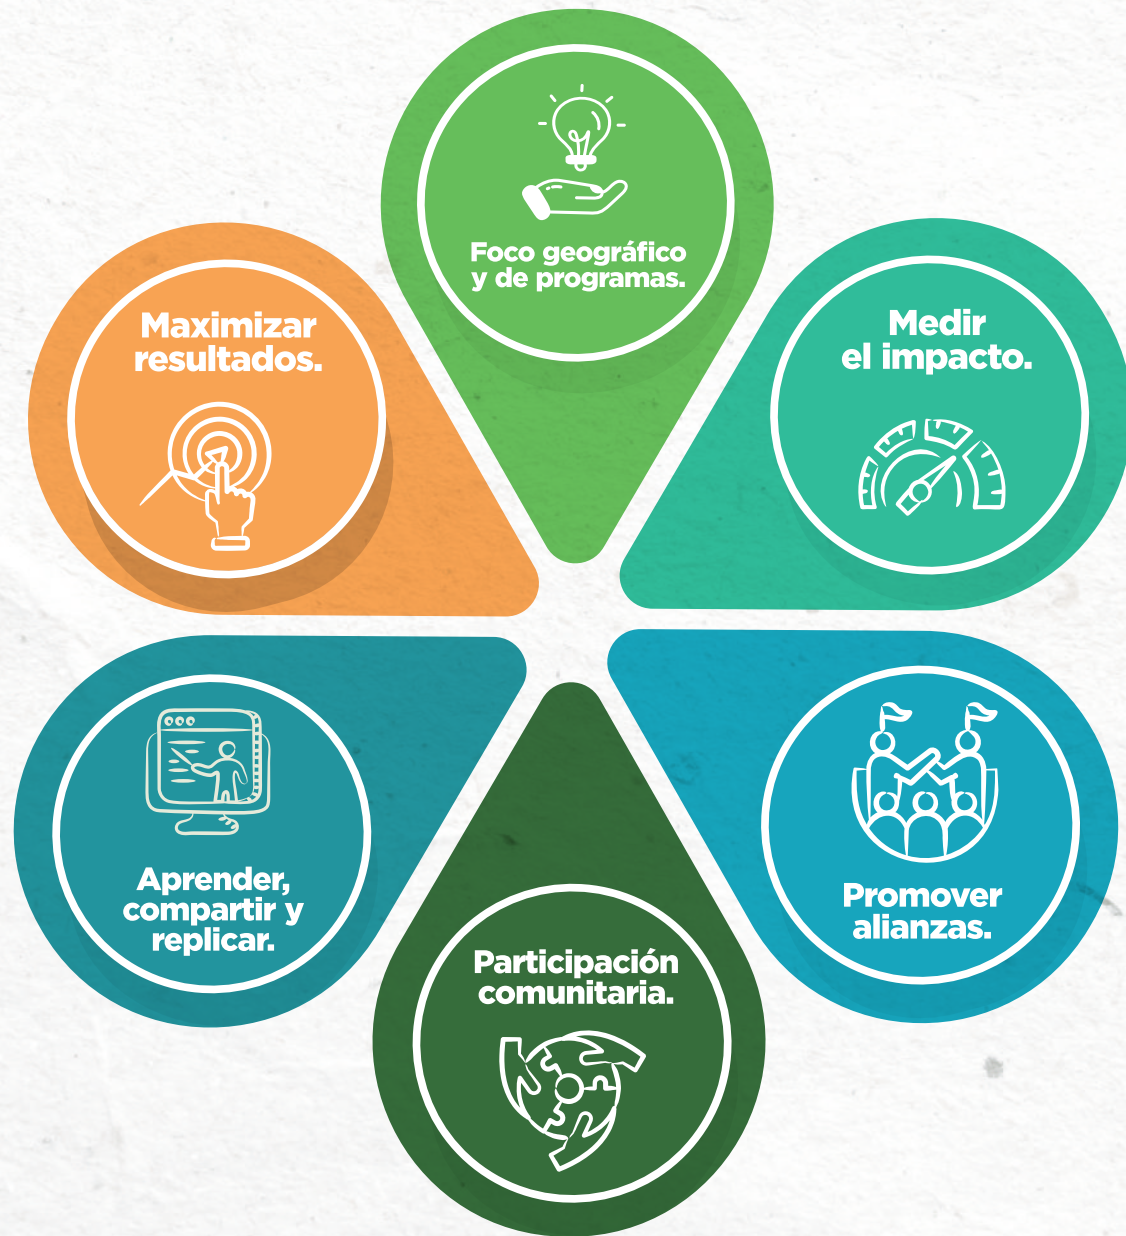 Foco geográfico
y de programas.
Maximizar
resultados.
Medir
el impacto.
Aprender,
compartir y
replicar.
Promover
alianzas.
Participación
comunitaria.